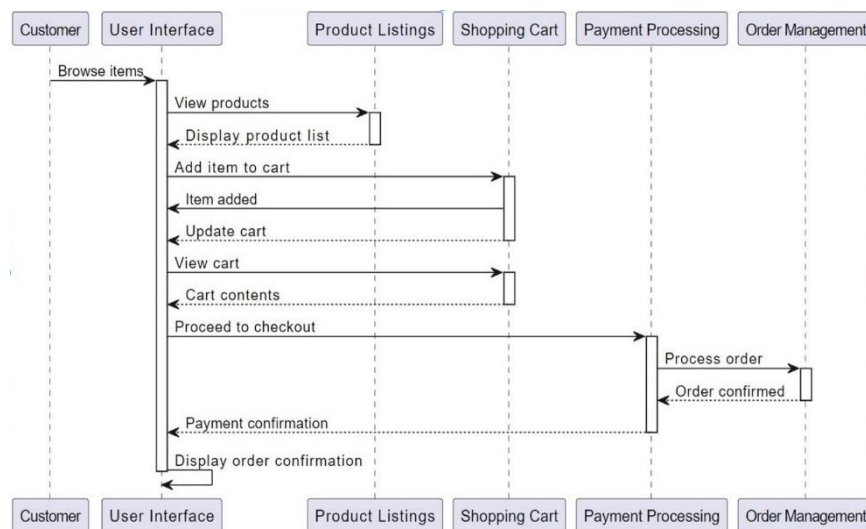 Customer User Interface Product Listings Shopping Cart Payment Processing Order Management
Browse items
View products
Display product list
Add item to cart
Item added
Update cart
View cart
Cart contents
Proceed to checkout
Process order
Order confirmed
Payment confirmation
Display order confirmation
Customer User Interface Product Listings Shopping Cart Payment Processing Order Management